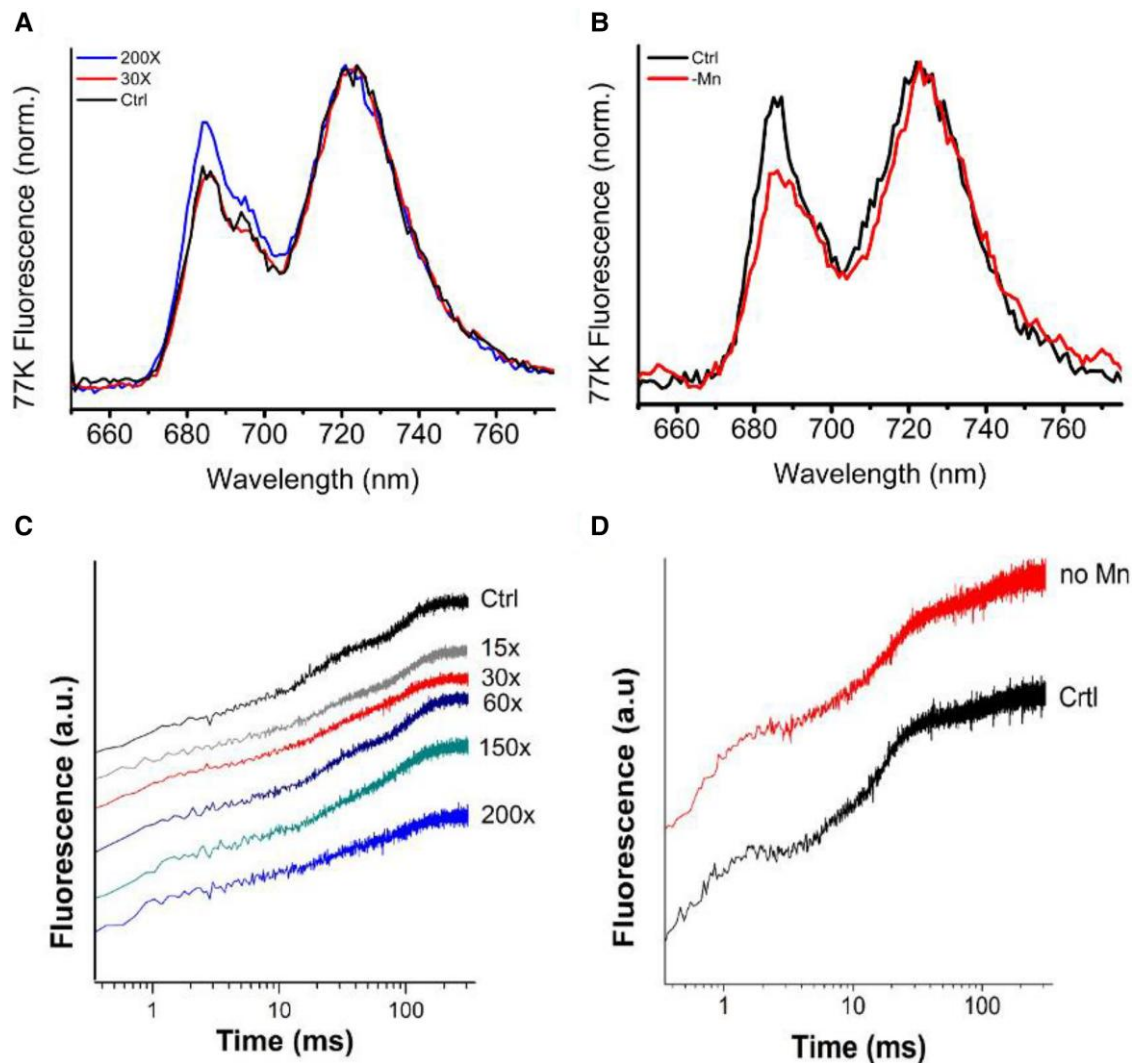 A
200X
30X
Ctrl
77K Fluorescence (norm.)
660 680 700 720 740 760
Wavelength (nm)
B
Ctrl
-Mn
77K Fluorescence (norm.)
660 680 700 720 740 760
Wavelength (nm)
C
Ctrl
15x
30x
60x
150x
200x
Fluorescence (a.u.)
1 10 100
Time (ms)
D
no Mn
Crtl
Fluorescence (a.u)
1 10 100
Time (ms)